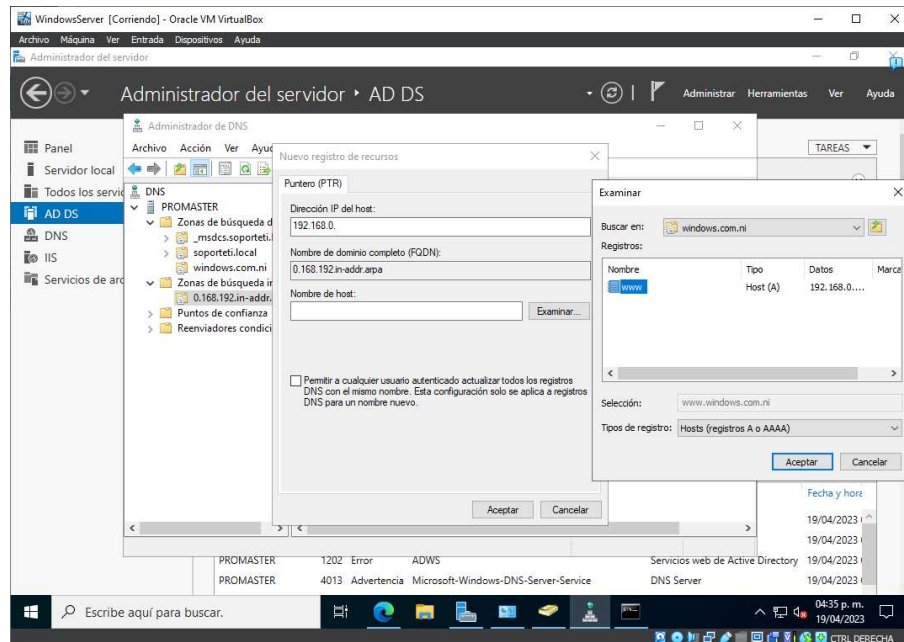 WindowsServer [Corriendo] - Oracle VM VirtualBox
Archivo Máquina Ver Entrada Dispositivos Ayuda
Administrador del servidor
Administrador del servidor ‣ AD DS
Administrar Herramientas Ver Ayuda
Panel
Servidor local
Todos los servi
AD DS
DNS
IIS
Servicios de arc
TAREAS
Administrador de DNS
Archivo Acción Ver Ayuc
DNS
PROMASTER
Zonas de búsqueda d
_msdcs.soporteti.l
soporteti.local
windows.com.ni
Zonas de búsqueda in
0.168.192.in-addr.
Puntos de confianza
Reenviadores condici
Nuevo registro de recursos
Puntero (PTR)
Dirección IP del host:
192.168.0.
Nombre de dominio completo (FQDN):
0.168.192.in-addr.arpa
Nombre de host:
Examinar...
Permitir a cualquier usuario autenticado actualizar todos los registros
DNS con el mismo nombre. Esta configuración solo se aplica a registros
DNS para un nombre nuevo.
Aceptar Cancelar
Examinar
Buscar en: windows.com.ni
Registros:
Nombre Tipo Datos Marca
www Host (A) 192.168.0....
Selección: www.windows.com.ni
Tipos de registro: Hosts (registros A o AAAA)
Aceptar Cancelar
Fecha y hora
19/04/2023
19/04/2023
PROMASTER 1202 Error ADWS Servicios web de Active Directory 19/04/2023
PROMASTER 4013 Advertencia Microsoft-Windows-DNS-Server-Service DNS Server 19/04/2023
Escribe aquí para buscar.
04:35 p. m.
19/04/2023
CTRL DERECHA